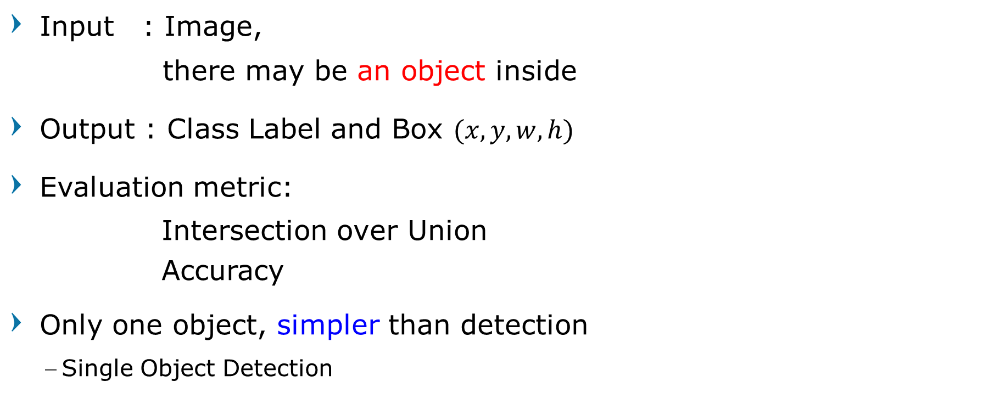 Input : Image,
there may be an object inside
Output : Class Label and Box (x, y, w, h)
Evaluation metric:
Intersection over Union
Accuracy
Only one object, simpler than detection
– Single Object Detection